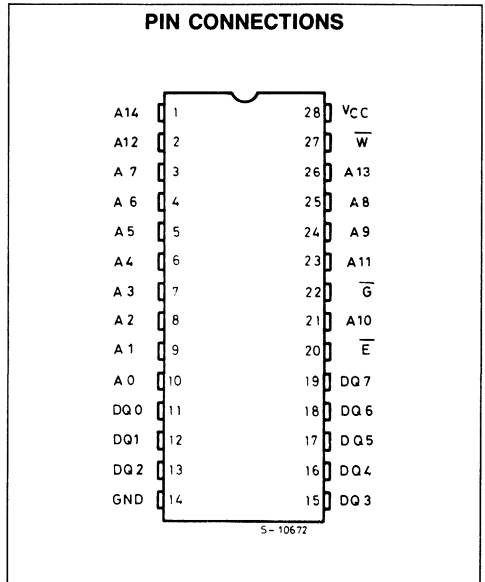 PIN CONNECTIONS
A14 1 28 VCC
A12 2 27 W̅
A7 3 26 A13
A6 4 25 A8
A5 5 24 A9
A4 6 23 A11
A3 7 22 G̅
A2 8 21 A10
A1 9 20 E̅
A0 10 19 DQ7
DQ0 11 18 DQ6
DQ1 12 17 DQ5
DQ2 13 16 DQ4
GND 14 15 DQ3
S-10672